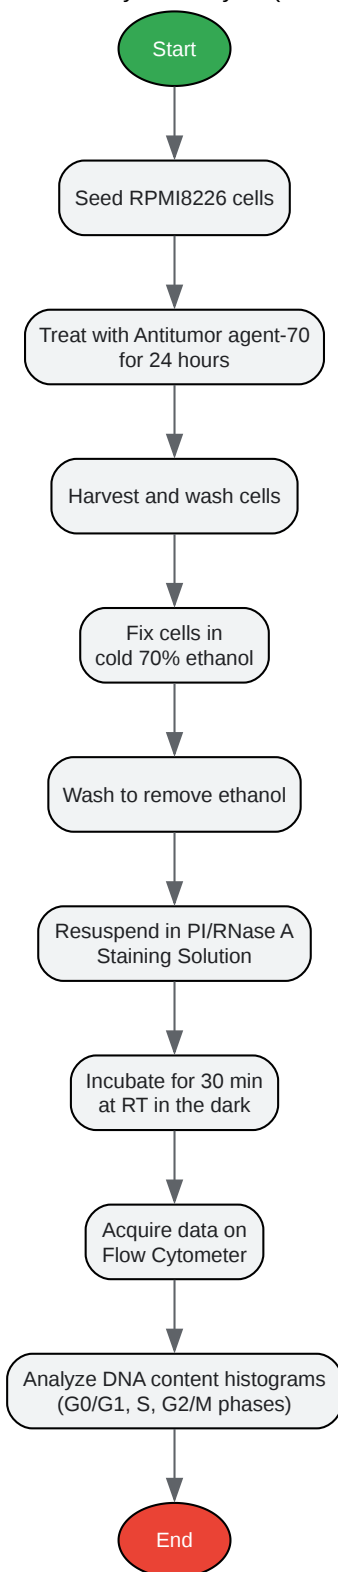 Start
Seed RPMI8226 cells
Treat with Antitumor agent-70
for 24 hours
Harvest and wash cells
Fix cells in
cold 70% ethanol
Wash to remove ethanol
Resuspend in PI/RNase A
Staining Solution
Incubate for 30 min
at RT in the dark
Acquire data on
Flow Cytometer
Analyze DNA content histograms
(G0/G1, S, G2/M phases)
End